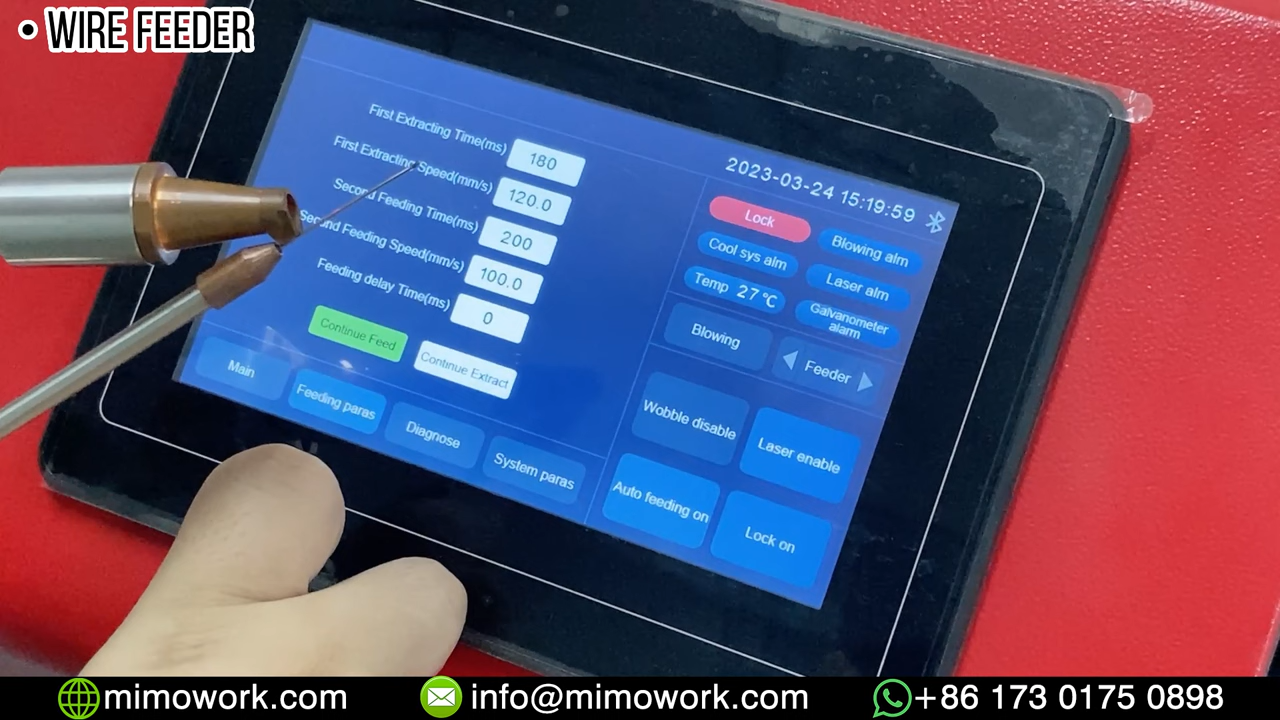 • WIRE FEEDER
First Extracting Time(ms) 180
First Extracting Speed(mm/s) 120.0
Second Feeding Time(ms) 200
Second Feeding Speed(mm/s) 100.0
Feeding delay Time(ms) 0
Continue Feed
Continue Extract
Main
Feeding paras
Diagnose
System paras
2023-03-24 15:19:59
Lock
Blowing alm
Cool sys alm
Laser alm
Temp 27℃
Galvanometer
alarm
Blowing
Feeder
Wobble disable
Laser enable
Auto feeding on
Lock on
mimowork.com
info@mimowork.com
+86 173 0175 0898